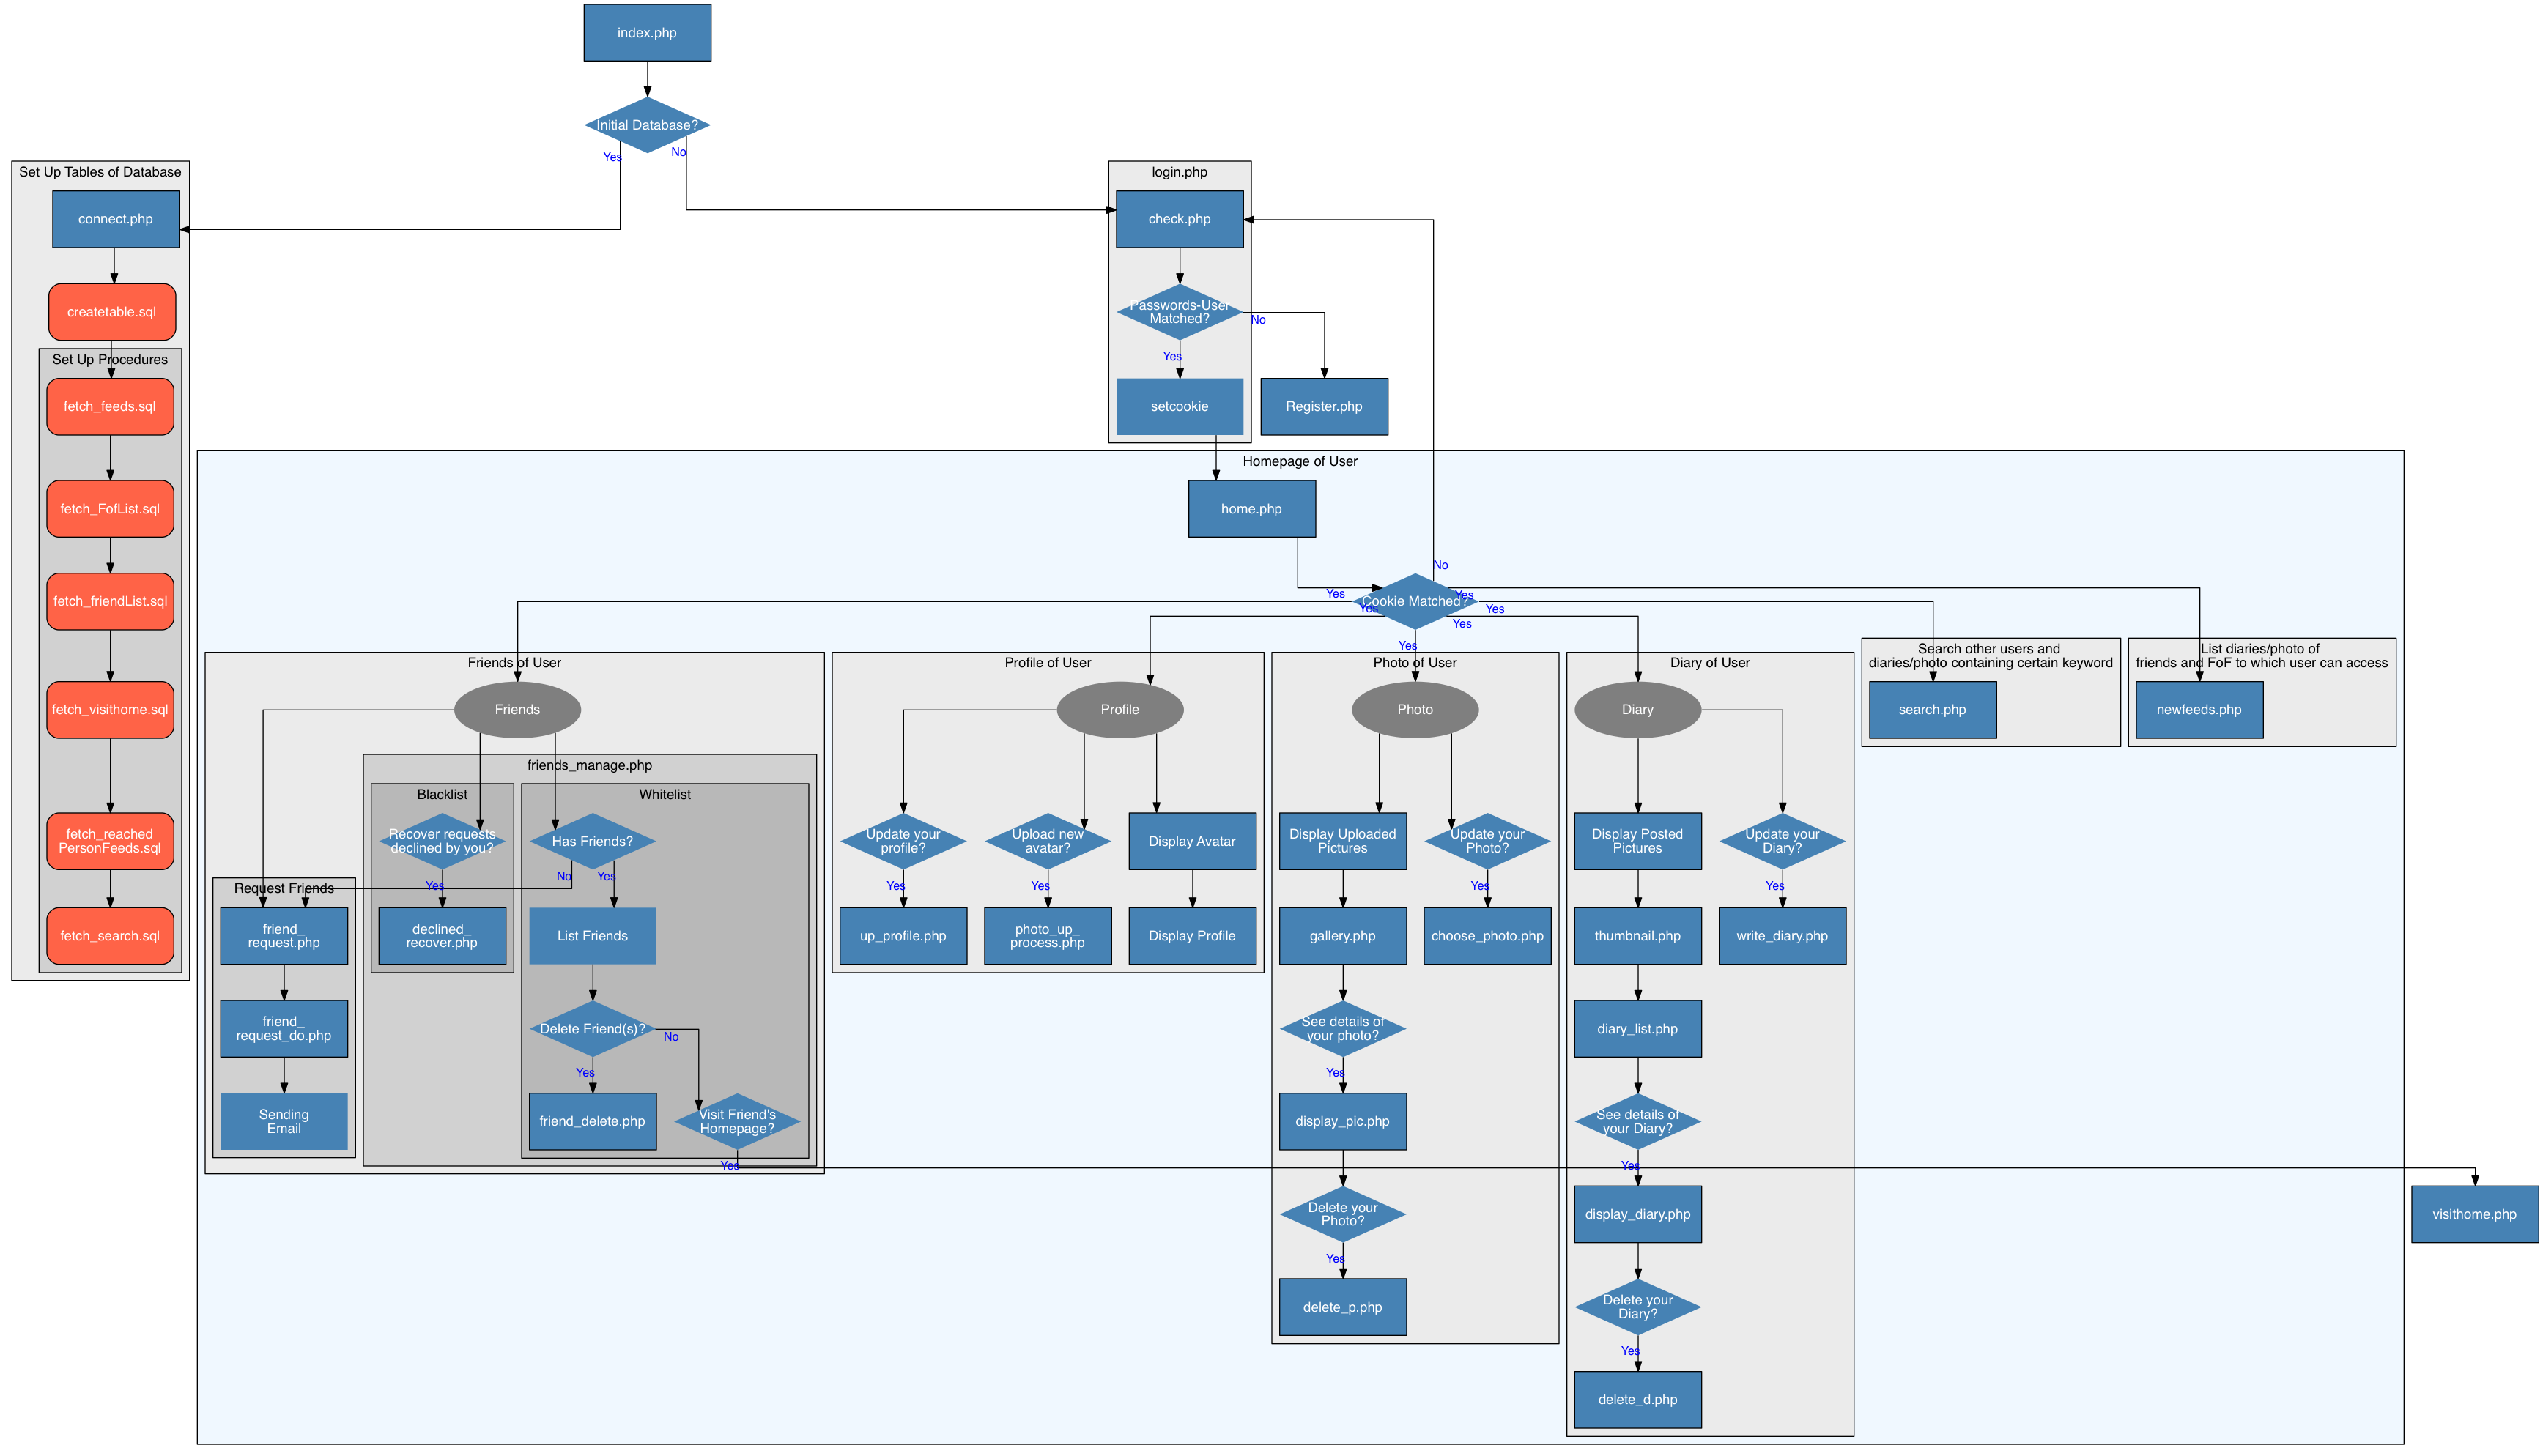 index.php
Initial Database?
Yes
No
Set Up Tables of Database
connect.php
createtable.sql
Set Up Procedures
fetch_feeds.sql
fetch_FofList.sql
fetch_friendList.sql
fetch_visithome.sql
fetch_reached
PersonFeeds.sql
fetch_search.sql
login.php
check.php
Passwords-User
Matched?
No
Yes
setcookie
Register.php
Homepage of User
home.php
No
Cookie Matched?
Yes
Yes
Yes
Yes
Yes
Yes
Friends of User
Friends
friends_manage.php
Blacklist
Recover requests
declined by you?
Yes
declined_
recover.php
Whitelist
Has Friends?
No
Yes
List Friends
Delete Friend(s)?
No
Yes
friend_delete.php
Visit Friend's
Homepage?
Yes
Request Friends
friend_
request.php
friend_
request_do.php
Sending
Email
Profile of User
Profile
Update your
profile?
Yes
up_profile.php
Upload new
avatar?
Yes
photo_up_
process.php
Display Avatar
Display Profile
Photo of User
Photo
Display Uploaded
Pictures
gallery.php
See details of
your photo?
Yes
display_pic.php
Delete your
Photo?
Yes
delete_p.php
Update your
Photo?
Yes
choose_photo.php
Diary of User
Diary
Display Posted
Pictures
thumbnail.php
diary_list.php
See details of
your Diary?
Yes
display_diary.php
Delete your
Diary?
Yes
delete_d.php
Update your
Diary?
Yes
write_diary.php
Search other users and
diaries/photo containing certain keyword
search.php
List diaries/photo of
friends and FoF to which user can access
newfeeds.php
visithome.php